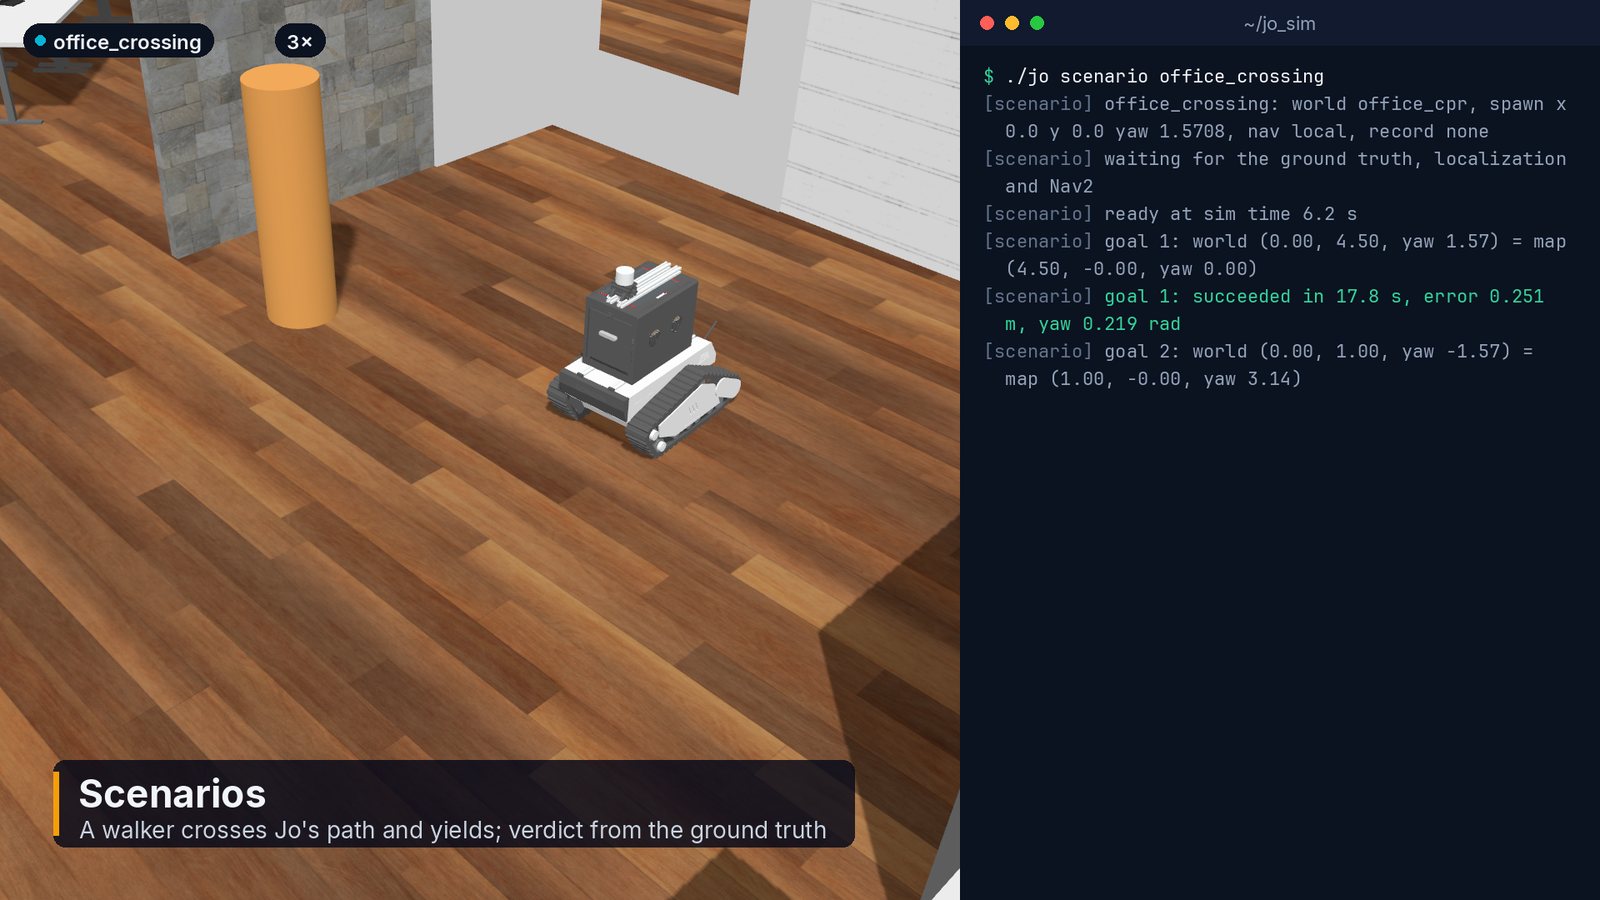 office_crossing
3×
Scenarios
A walker crosses Jo's path and yields; verdict from the ground truth
~/jo_sim
$ ./jo scenario office_crossing
[scenario] office_crossing: world office_cpr, spawn x
0.0 y 0.0 yaw 1.5708, nav local, record none
[scenario] waiting for the ground truth, localization
and Nav2
[scenario] ready at sim time 6.2 s
[scenario] goal 1: world (0.00, 4.50, yaw 1.57) = map
(4.50, -0.00, yaw 0.00)
[scenario] goal 1: succeeded in 17.8 s, error 0.251
m, yaw 0.219 rad
[scenario] goal 2: world (0.00, 1.00, yaw -1.57) =
map (1.00, -0.00, yaw 3.14)